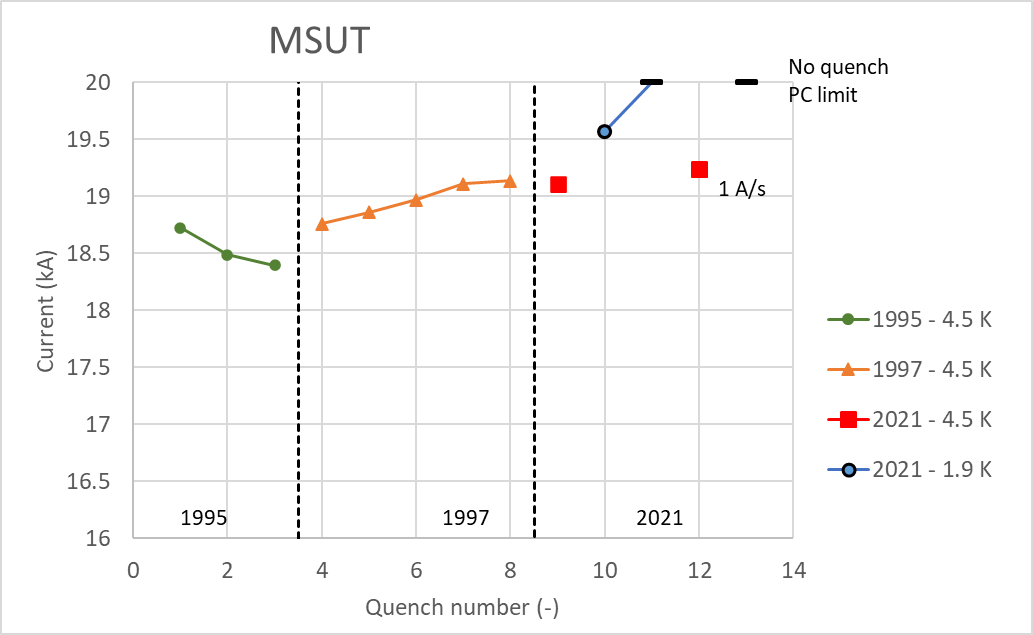 MSUT
No quench
PC limit
20
19.5
19
18.5
18
17.5
17
16.5
16
Current (kA)
1 A/s
1995
1997
2021
0
2
4
6
8
10
12
14
Quench number (-)
1995 - 4.5 K
1997 - 4.5 K
2021 - 4.5 K
2021 - 1.9 K